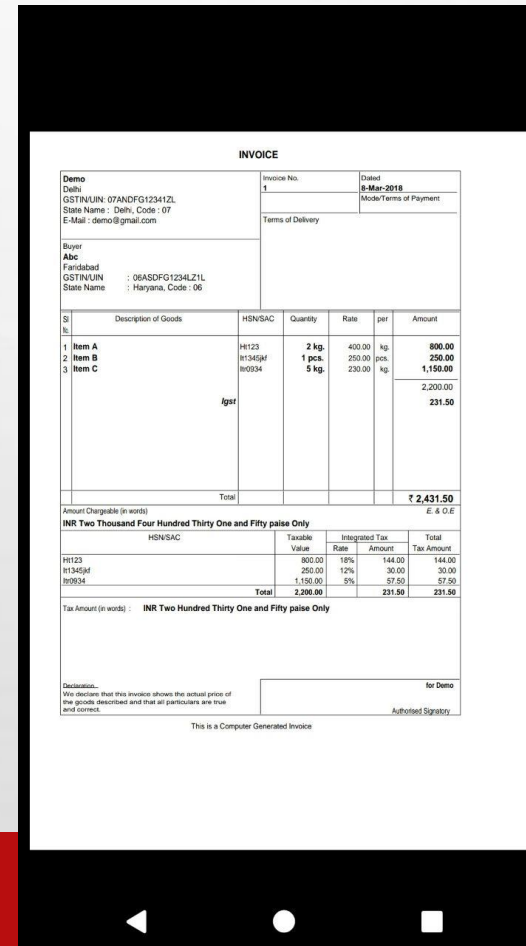 INVOICE
Demo
Delhi
GSTIN/UIN: 07ANDFG12341ZL
State Name : Delhi, Code : 07
E-Mail : demo@gmail.com
Invoice No.
1
Dated
8-Mar-2018
Mode/Terms of Payment
Terms of Delivery
Buyer
Abc
Faridabad
GSTIN/UIN : 06ASDFG1234LZ1L
State Name : Haryana, Code : 06
Sl Description of Goods HSN/SAC Quantity Rate per Amount
1 Item A Ht123 2 kg. 400.00 kg. 800.00
2 Item B It1345jkf 1 pcs. 250.00 pcs. 250.00
3 Item C Itr0934 5 kg. 230.00 kg. 1,150.00
2,200.00
Igst 231.50
Total ₹ 2,431.50
Amount Chargeable (in words) E. & O.E
INR Two Thousand Four Hundred Thirty One and Fifty paise Only
HSN/SAC Taxable Integrated Tax Total
Value Rate Amount Tax Amount
Ht123 800.00 18% 144.00 144.00
It1345jkf 250.00 12% 30.00 30.00
Itr0934 1,150.00 5% 57.50 57.50
Total 2,200.00 231.50 231.50
Tax Amount (in words) : INR Two Hundred Thirty One and Fifty paise Only
Declaration
We declare that this invoice shows the actual price of
the goods described and that all particulars are true
and correct.
for Demo
Authorised Signatory
This is a Computer Generated Invoice